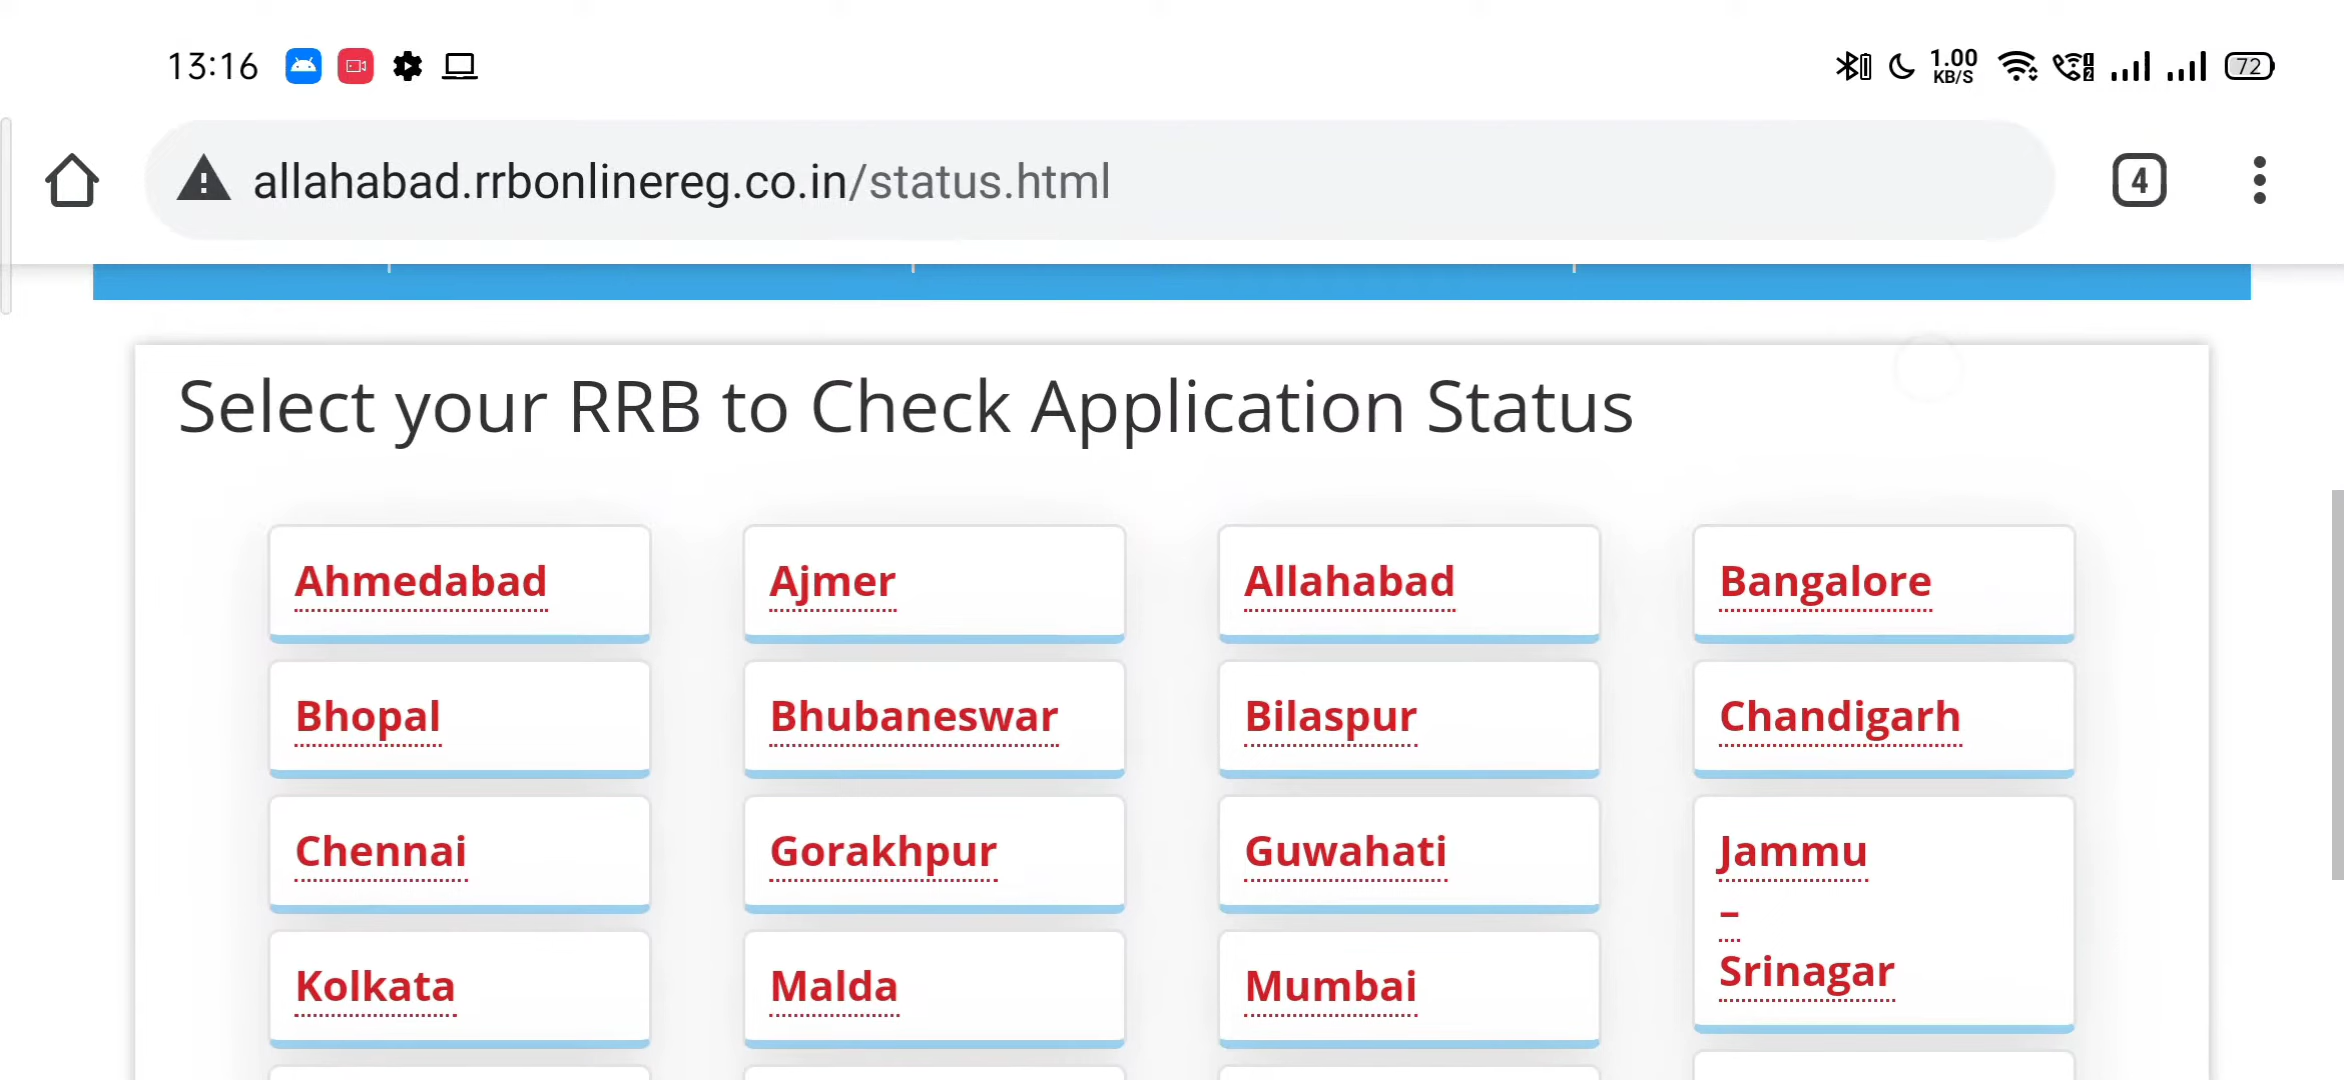 13:16
1.00
KB/S
72
allahabad.rrbonlinereg.co.in/status.html
4
Select your RRB to Check Application Status
Ahmedabad
Ajmer
Allahabad
Bangalore
Bhopal
Bhubaneswar
Bilaspur
Chandigarh
Chennai
Gorakhpur
Guwahati
Jammu
–
Srinagar
Kolkata
Malda
Mumbai